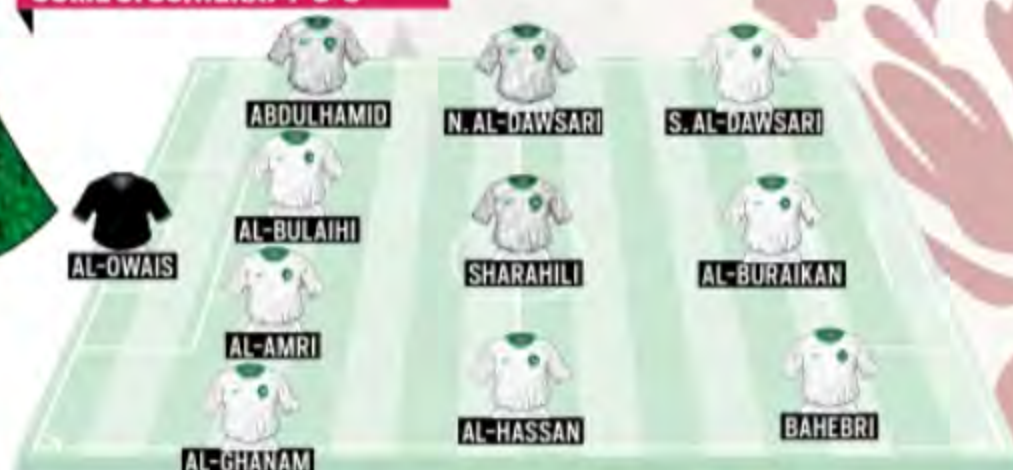 ABDULHAMID
N. AL-DAWSARI
S. AL-DAWSARI
AL-BULAIHI
AL-OWAIS
SHARAHILI
AL-BURAIKAN
AL-AMRI
AL-HASSAN
BAHEBRI
AL-GHANAM